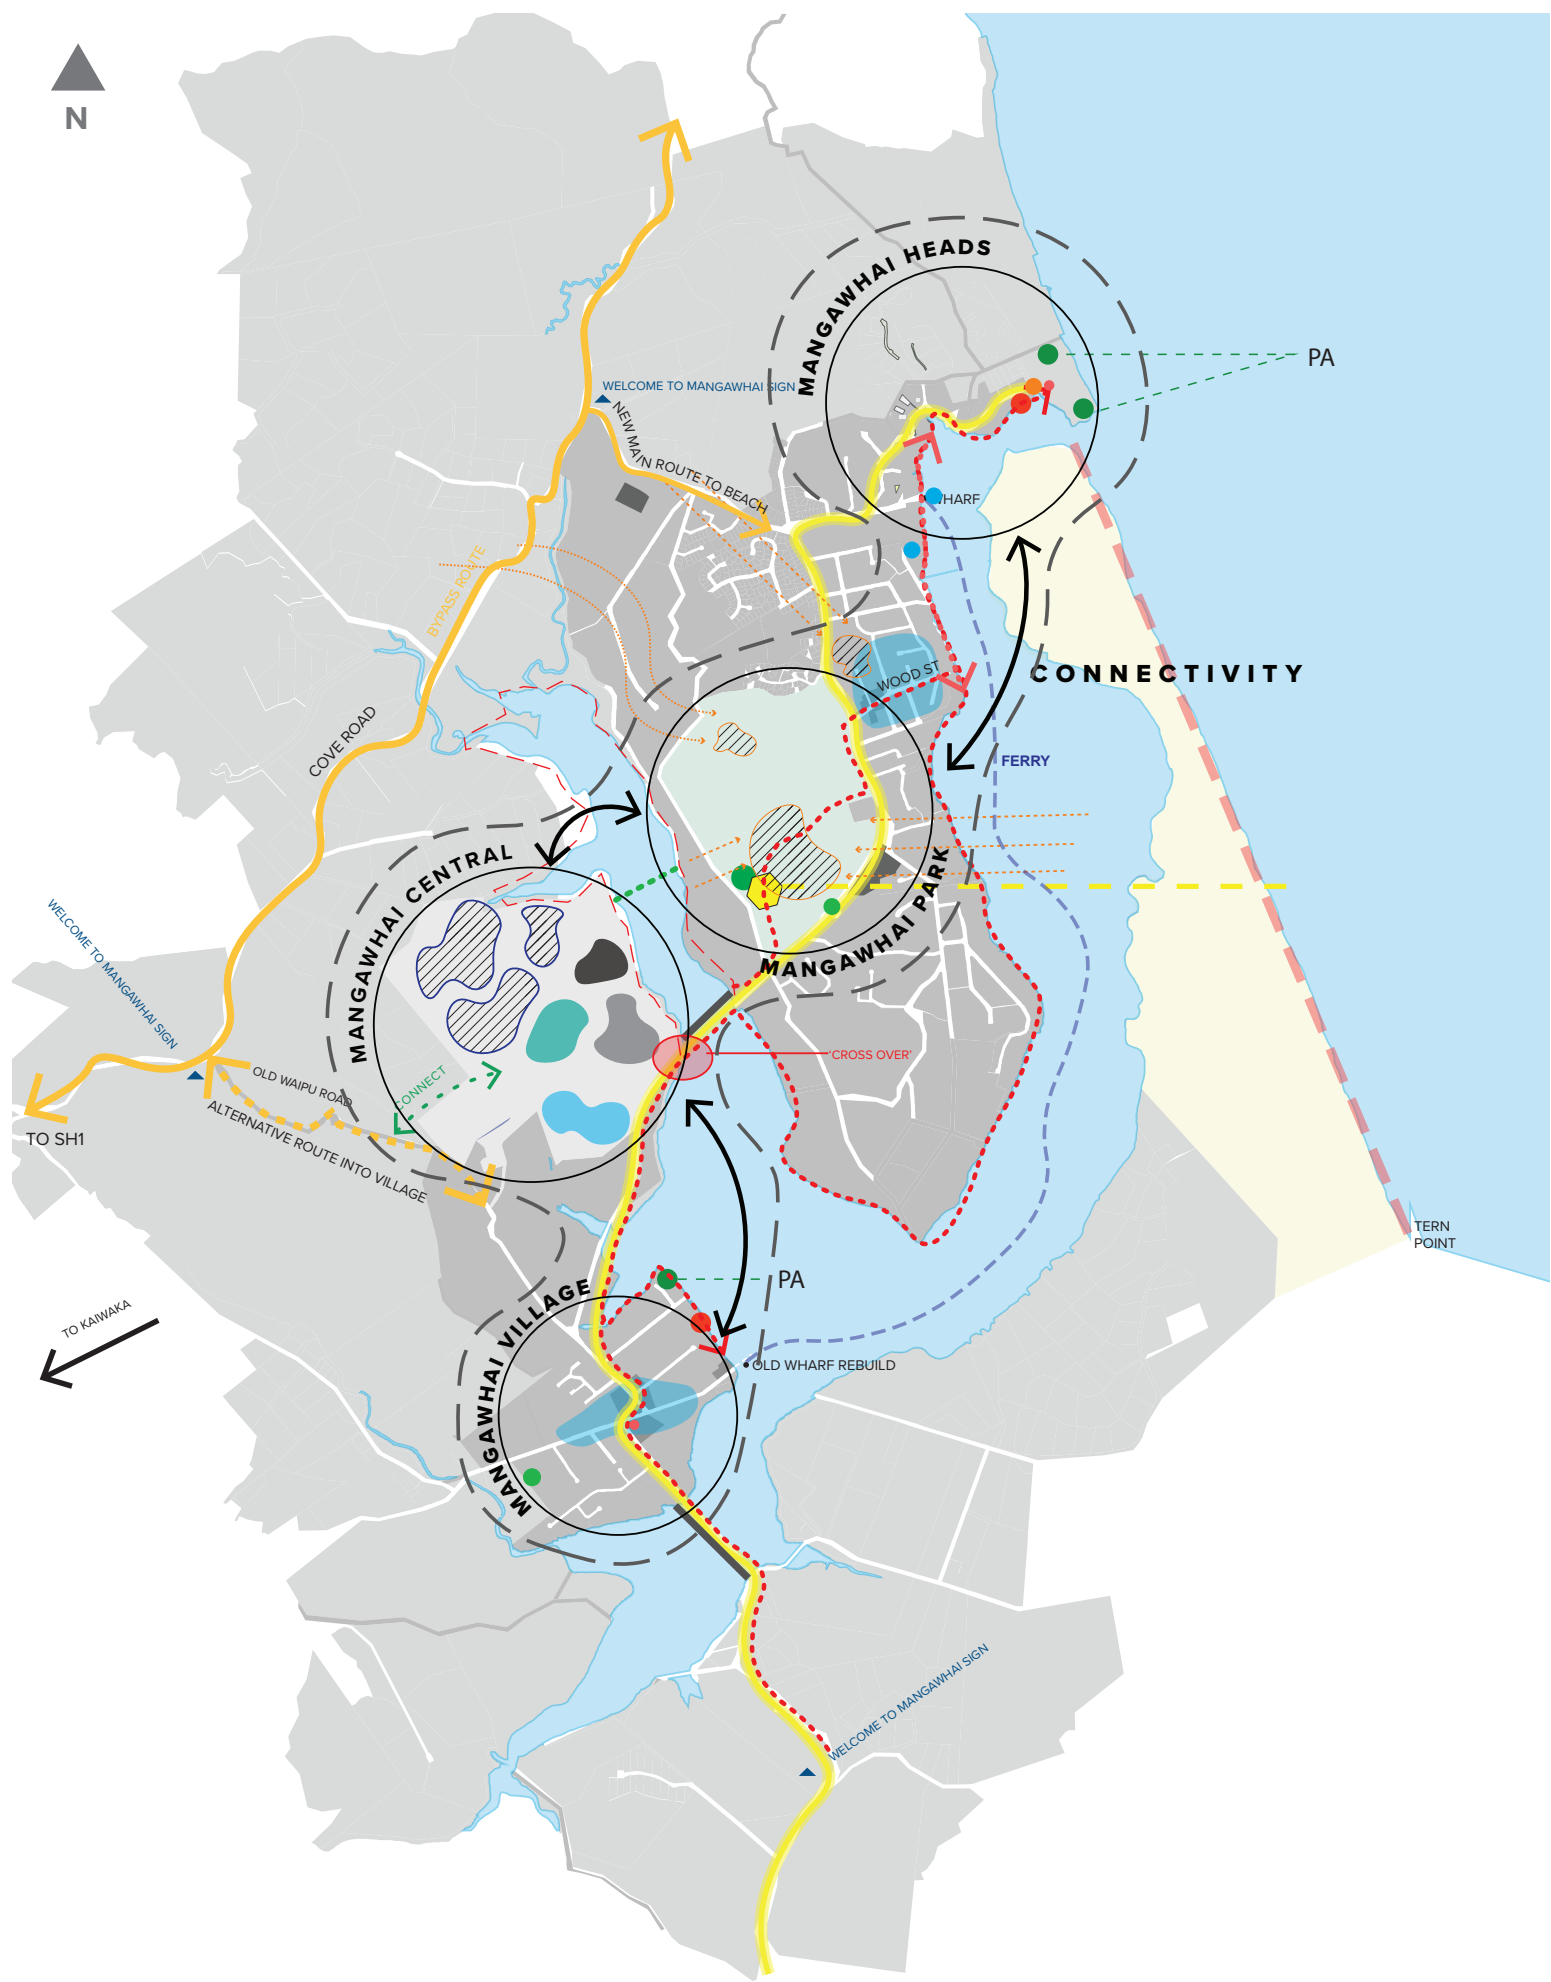 N
MANGAWHAI HEADS
PA
WELCOME TO MANGAWHAI SIGN
NEW MAIN ROUTE TO BEACH
WHARF
BYPASS ROUTE
WOOD ST
CONNECTIVITY
COVE ROAD
FERRY
MANGAWHAI CENTRAL
MANGAWHAI PARK
WELCOME TO MANGAWHAI SIGN
'CROSS OVER'
OLD WAIPU ROAD
CONNECT
ALTERNATIVE ROUTE INTO VILLAGE
TO SH1
TERN
POINT
PA
MANGAWHAI VILLAGE
TO KAIWAKA
OLD WHARF REBUILD
WELCOME TO MANGAWHAI SIGN